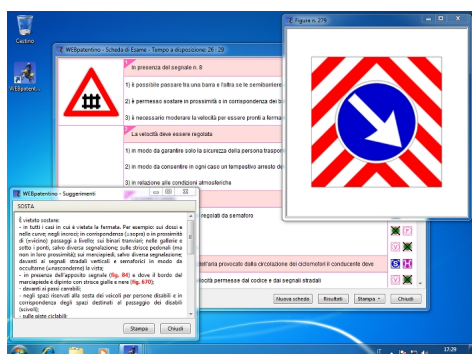 Cestino
WEBpatent...
WEBpatentino - Scheda di Esame - Tempo a disposizione 26 : 29
Figura n. 279
In presenza del segnale n. 8
1) è possibile passare tra una barra e l'altra se le semibarriere
2) è permesso sostare in prossimità o in corrispondenza dei
3) è necessario moderare la velocità per essere pronti a ferma
La velocità deve essere regolata
1) in modo da garantire solo la sicurezza della persona traspor
2) in modo da consentire in ogni caso un tempestivo arresto de
3) in relazione alle condizioni atmosferiche
regolati da semaforo
V F
V
dell'aria provocato dalla circolazione dei ciclomotori il conducente deve
velocità permesse dal codice e dai segnali stradali
V
Nuova scheda
Risultati
Stampa
Chiudi
WEBpatentino - Suggerimenti
SOSTA
È vietato sostare:
- in tutti i casi in cui è vietata la fermata. Per esempio: sui dossi e
nelle curve; negli incroci; in corrispondenza (sopra) o in prossimità
di (vicino) passaggi a livello; sui binari tranviari; nelle gallerie e
sotto i ponti, salvo diversa segnalazione; sulle strisce pedonali (ma
non in loro prossimità); sui marciapiedi, salvo diversa segnalazione;
davanti ai segnali stradali verticali e semaforici in modo da
occultarne (nasconderne) la vista;
- in presenza dell'apposito segnale (fig. 84) e dove il bordo del
marciapiede è dipinto con strisce gialle e nere (fig. 670);
- davanti ai passi carrabili;
- negli spazi riservati alla sosta dei veicoli per persone disabili e in
corrispondenza degli spazi destinati al passaggio dei disabili
(scivoli);
- sulle piste ciclabili;
Stampa
Chiudi
IT
17:29